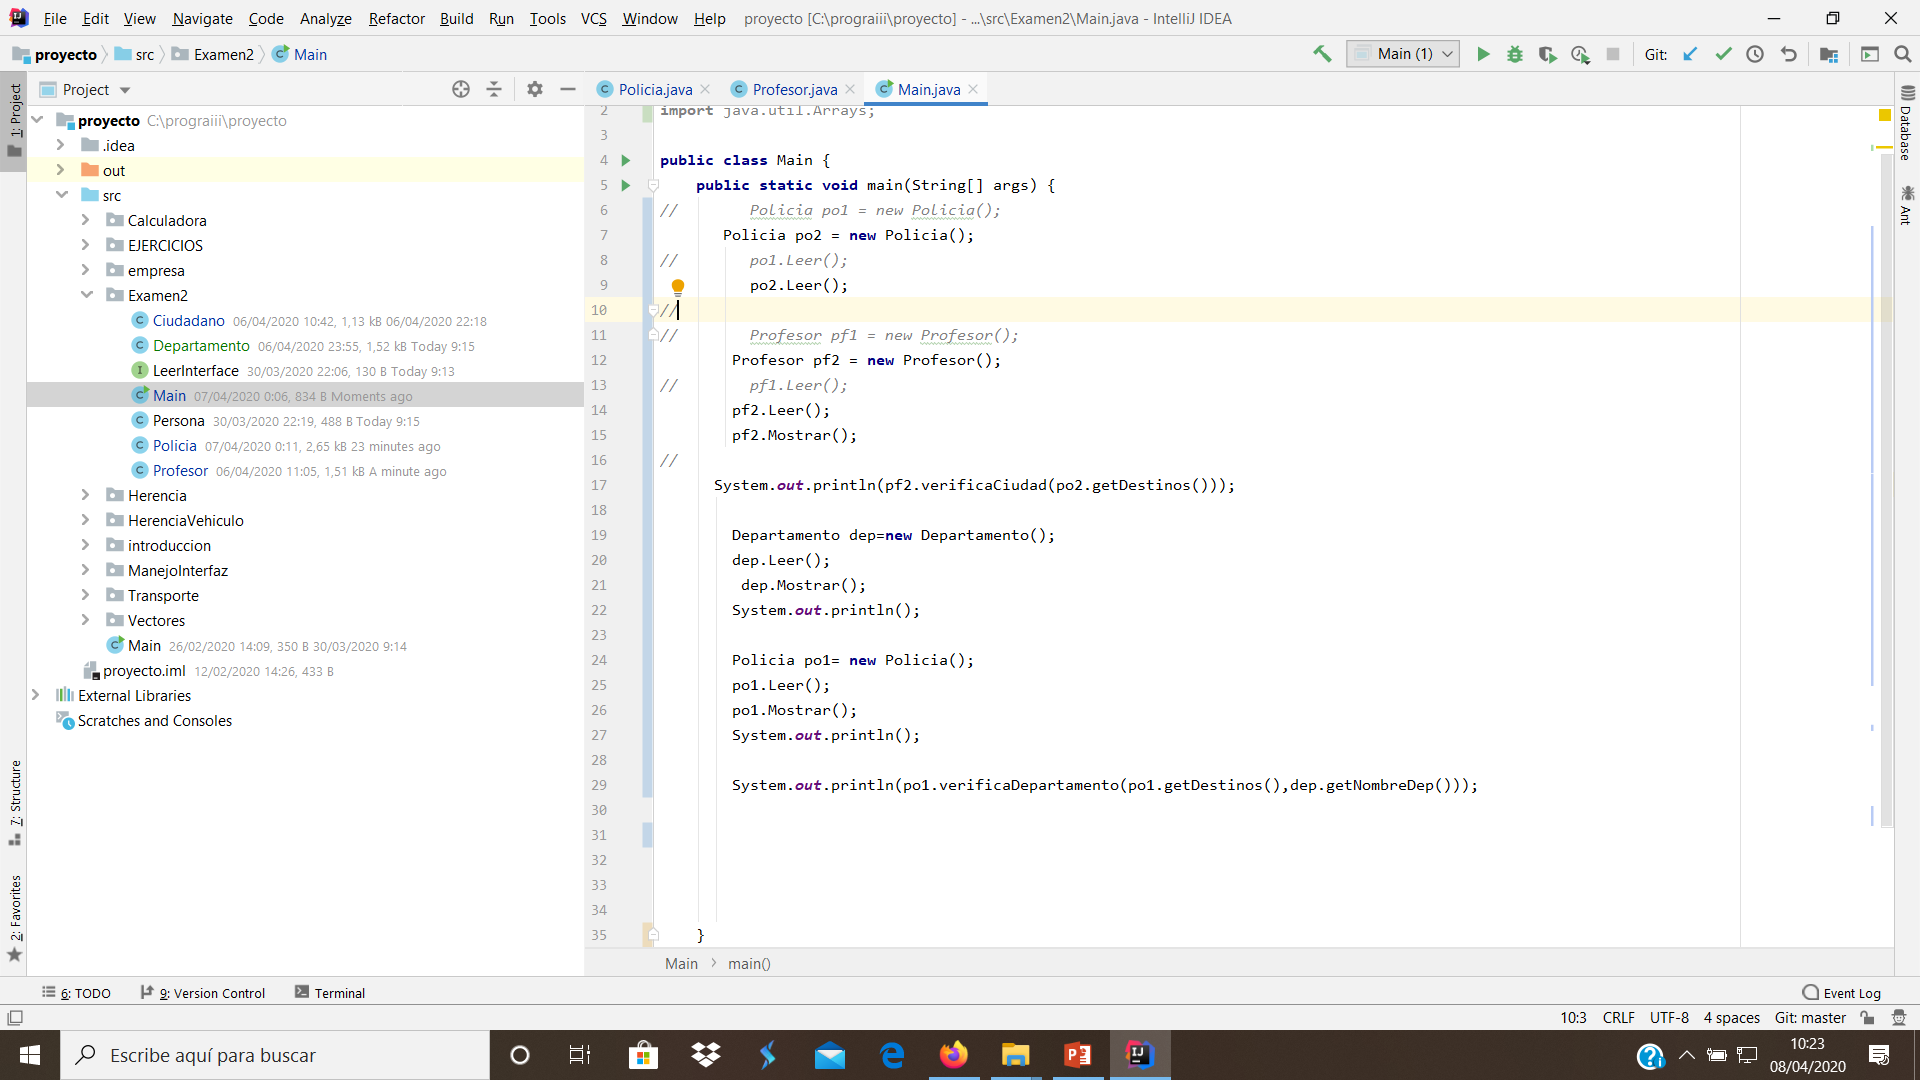 File Edit View Navigate Code Analyze Refactor Build Run Tools VCS Window Help proyecto [C:\prograiii\proyecto] - ...\src\Examen2\Main.java - IntelliJ IDEA
proyecto src Examen2 Main Main (1) Git:
1: Project
Project
Policia.java Profesor.java Main.java
proyecto C:\prograiii\proyecto
.idea
out
src
Calculadora
EJERCICIOS
empresa
Examen2
Ciudadano 06/04/2020 10:42, 1,13 kB 06/04/2020 22:18
Departamento 06/04/2020 23:55, 1,52 kB Today 9:15
LeerInterface 30/03/2020 22:06, 130 B Today 9:13
Main 07/04/2020 0:06, 834 B Moments ago
Persona 30/03/2020 22:19, 488 B Today 9:15
Policia 07/04/2020 0:11, 2,65 kB 23 minutes ago
Profesor 06/04/2020 11:05, 1,51 kB A minute ago
Herencia
HerenciaVehiculo
introduccion
ManejoInterfaz
Transporte
Vectores
Main 26/02/2020 14:09, 350 B 30/03/2020 9:14
proyecto.iml 12/02/2020 14:26, 433 B
External Libraries
Scratches and Consoles
7: Structure
2: Favorites
2 import java.util.Arrays;
3
4 public class Main {
5 public static void main(String[] args) {
6 // Policia po1 = new Policia();
7 Policia po2 = new Policia();
8 // po1.Leer();
9 po2.Leer();
10 //
11 // Profesor pf1 = new Profesor();
12 Profesor pf2 = new Profesor();
13 // pf1.Leer();
14 pf2.Leer();
15 pf2.Mostrar();
16 //
17 System.out.println(pf2.verificaCiudad(po2.getDestinos()));
18
19 Departamento dep=new Departamento();
20 dep.Leer();
21 dep.Mostrar();
22 System.out.println();
23
24 Policia po1= new Policia();
25 po1.Leer();
26 po1.Mostrar();
27 System.out.println();
28
29 System.out.println(po1.verificaDepartamento(po1.getDestinos(),dep.getNombreDep()));
30
31
32
33
34
35 }
Main main()
Database
Ant
6: TODO 9: Version Control Terminal Event Log
10:3 CRLF UTF-8 4 spaces Git: master
Escribe aquí para buscar
10:23
08/04/2020